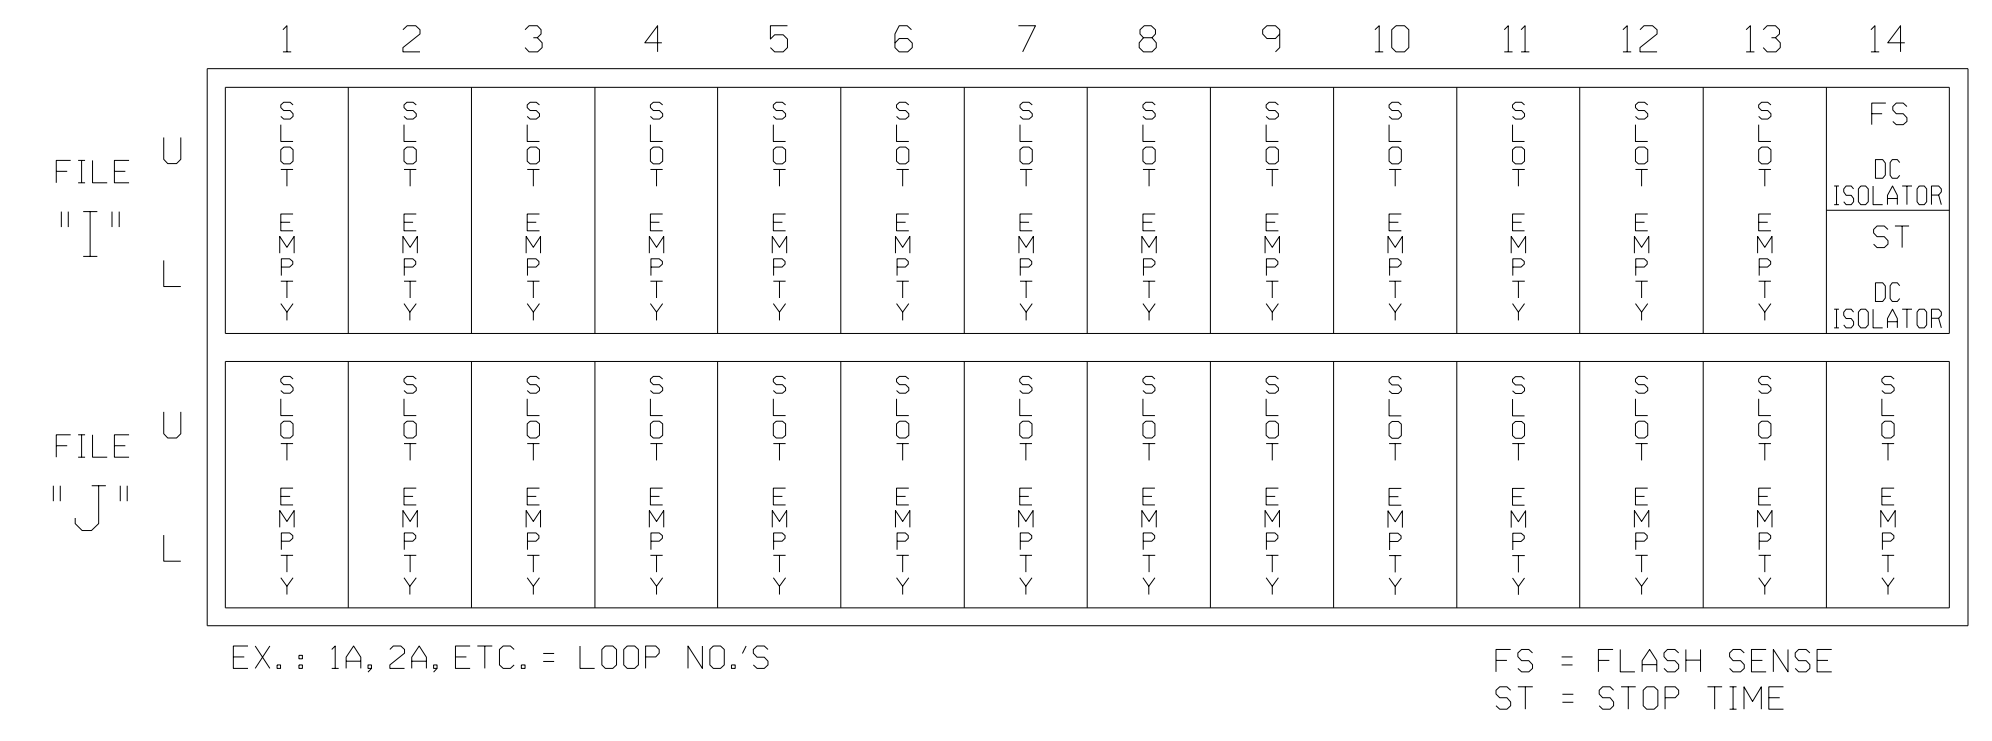 1 2 3 4 5 6 7 8 9 10 11 12 13 14
FILE "I"
U
L
SLOT EMPTY
SLOT EMPTY
SLOT EMPTY
SLOT EMPTY
SLOT EMPTY
SLOT EMPTY
SLOT EMPTY
SLOT EMPTY
SLOT EMPTY
SLOT EMPTY
SLOT EMPTY
SLOT EMPTY
SLOT EMPTY
FS
DC
ISOLATOR
ST
DC
ISOLATOR
FILE "J"
U
L
SLOT EMPTY
SLOT EMPTY
SLOT EMPTY
SLOT EMPTY
SLOT EMPTY
SLOT EMPTY
SLOT EMPTY
SLOT EMPTY
SLOT EMPTY
SLOT EMPTY
SLOT EMPTY
SLOT EMPTY
SLOT EMPTY
SLOT EMPTY
EX.: 1A, 2A, ETC. = LOOP NO.'S
FS = FLASH SENSE
ST = STOP TIME